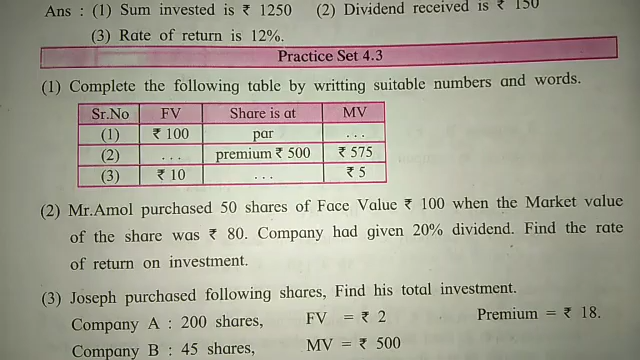 Ans : (1) Sum invested is ₹ 1250 (2) Dividend received is ₹ 150
(3) Rate of return is 12%.
Practice Set 4.3
(1) Complete the following table by writting suitable numbers and words.
Sr.No FV Share is at MV
(1) ₹ 100 par ...
(2) ... premium ₹ 500 ₹ 575
(3) ₹ 10 ... ₹ 5
(2) Mr.Amol purchased 50 shares of Face Value ₹ 100 when the Market value
of the share was ₹ 80. Company had given 20% dividend. Find the rate
of return on investment.
(3) Joseph purchased following shares, Find his total investment.
Company A : 200 shares, FV = ₹ 2 Premium = ₹ 18.
Company B : 45 shares, MV = ₹ 500